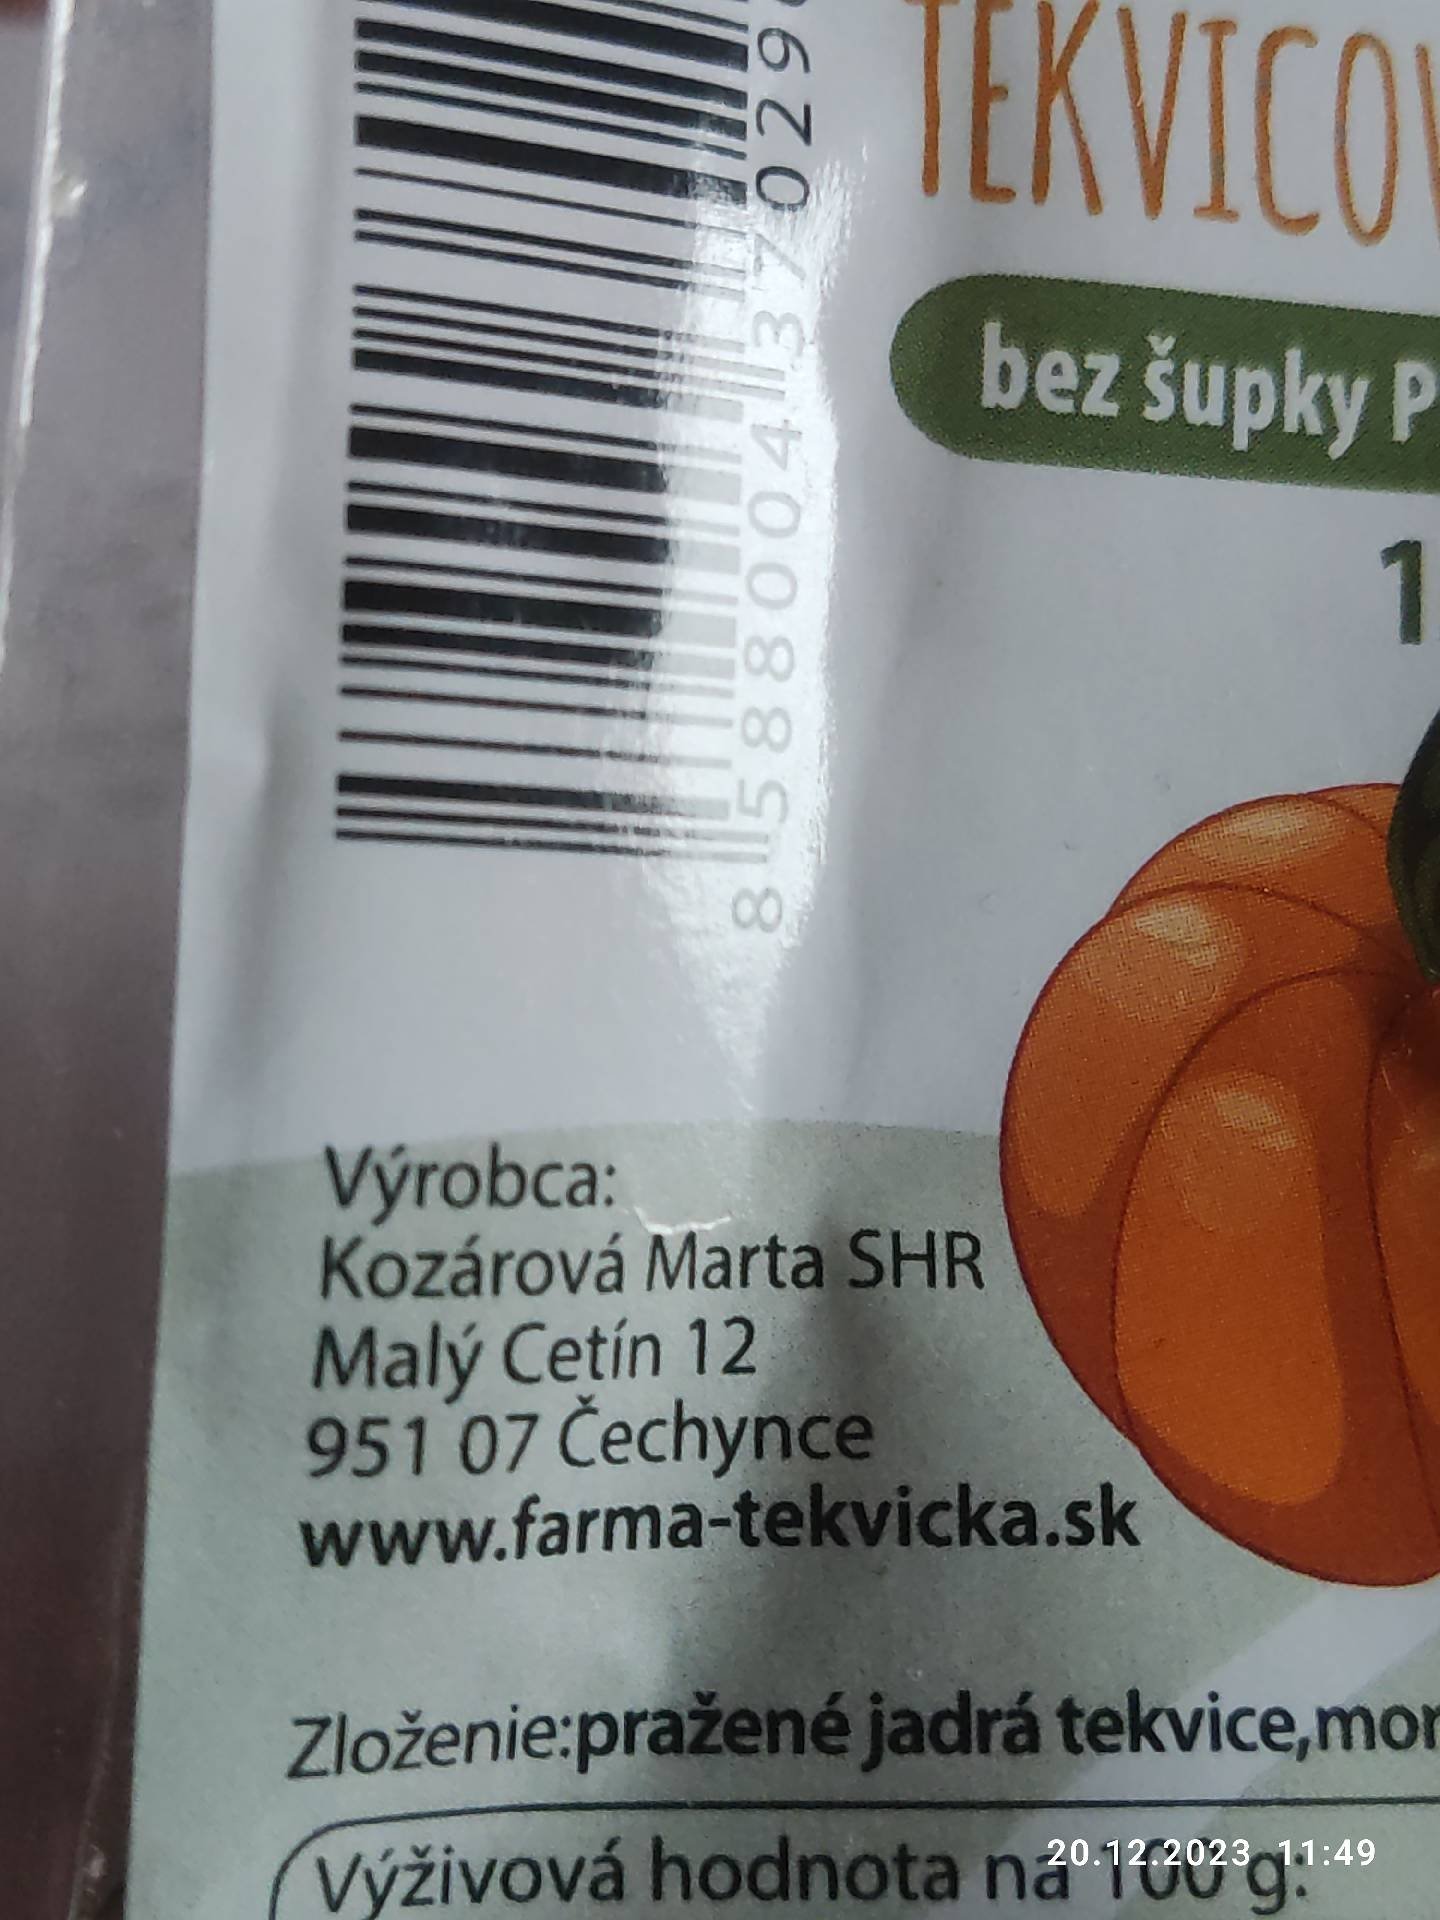 TEKVICOV
bez šupky P
1
8 588004 37029
Výrobca:
Kozárová Marta SHR
Malý Cetín 12
951 07 Čechynce
www.farma-tekvicka.sk
Zloženie:pražené jadrá tekvice,mor
Výživová hodnota na 100 g:
20.12.2023 11:49